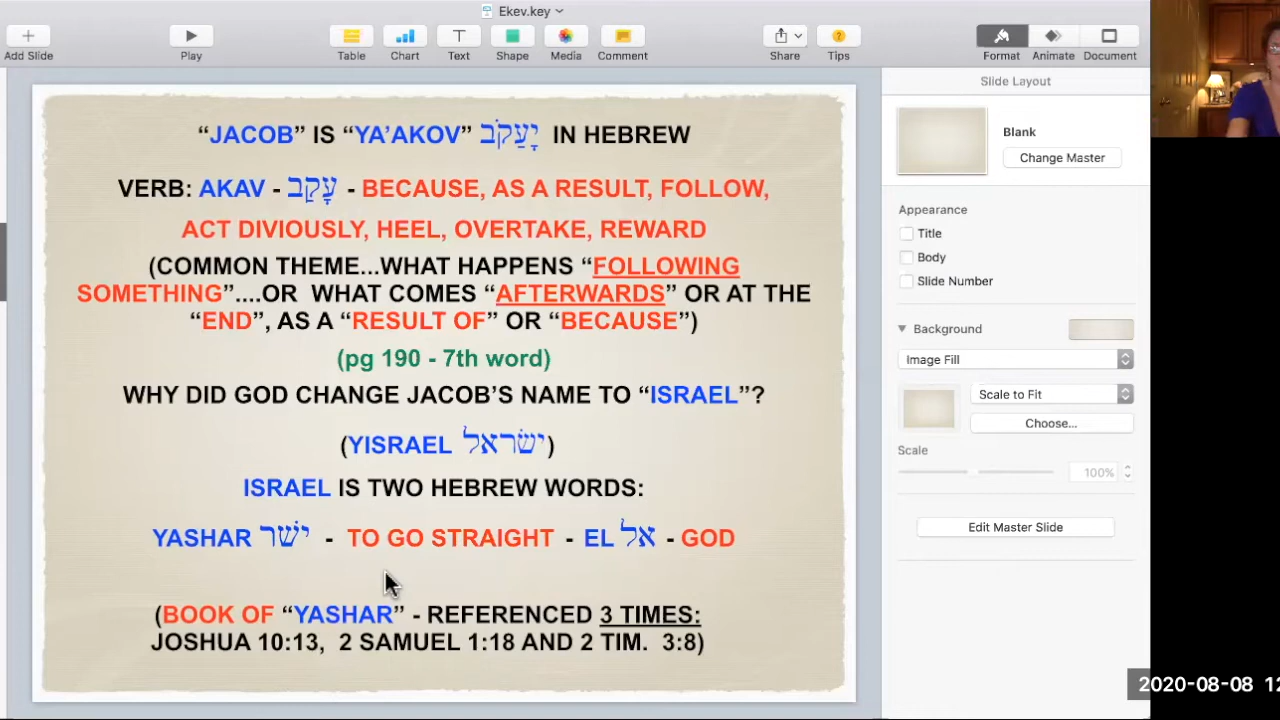 Ekev.key
Add Slide
Play
Table
Chart
Text
Shape
Media
Comment
Share
Tips
Format
Animate
Document
“JACOB” IS “YA’AKOV” יָעַקֹב IN HEBREW
VERB: AKAV - עָקַב - BECAUSE, AS A RESULT, FOLLOW,
ACT DIVIOUSLY, HEEL, OVERTAKE, REWARD
(COMMON THEME...WHAT HAPPENS “FOLLOWING
SOMETHING”....OR WHAT COMES “AFTERWARDS” OR AT THE
“END”, AS A “RESULT OF” OR “BECAUSE”)
(pg 190 - 7th word)
WHY DID GOD CHANGE JACOB’S NAME TO “ISRAEL”?
(YISRAEL ישׂראל)
ISRAEL IS TWO HEBREW WORDS:
YASHAR ישׁר - TO GO STRAIGHT - EL אל - GOD
(BOOK OF “YASHAR” - REFERENCED 3 TIMES:
JOSHUA 10:13, 2 SAMUEL 1:18 AND 2 TIM. 3:8)
Slide Layout
Blank
Change Master
Appearance
Title
Body
Slide Number
Background
Image Fill
Scale to Fit
Choose...
Scale
100%
Edit Master Slide
2020-08-08 12